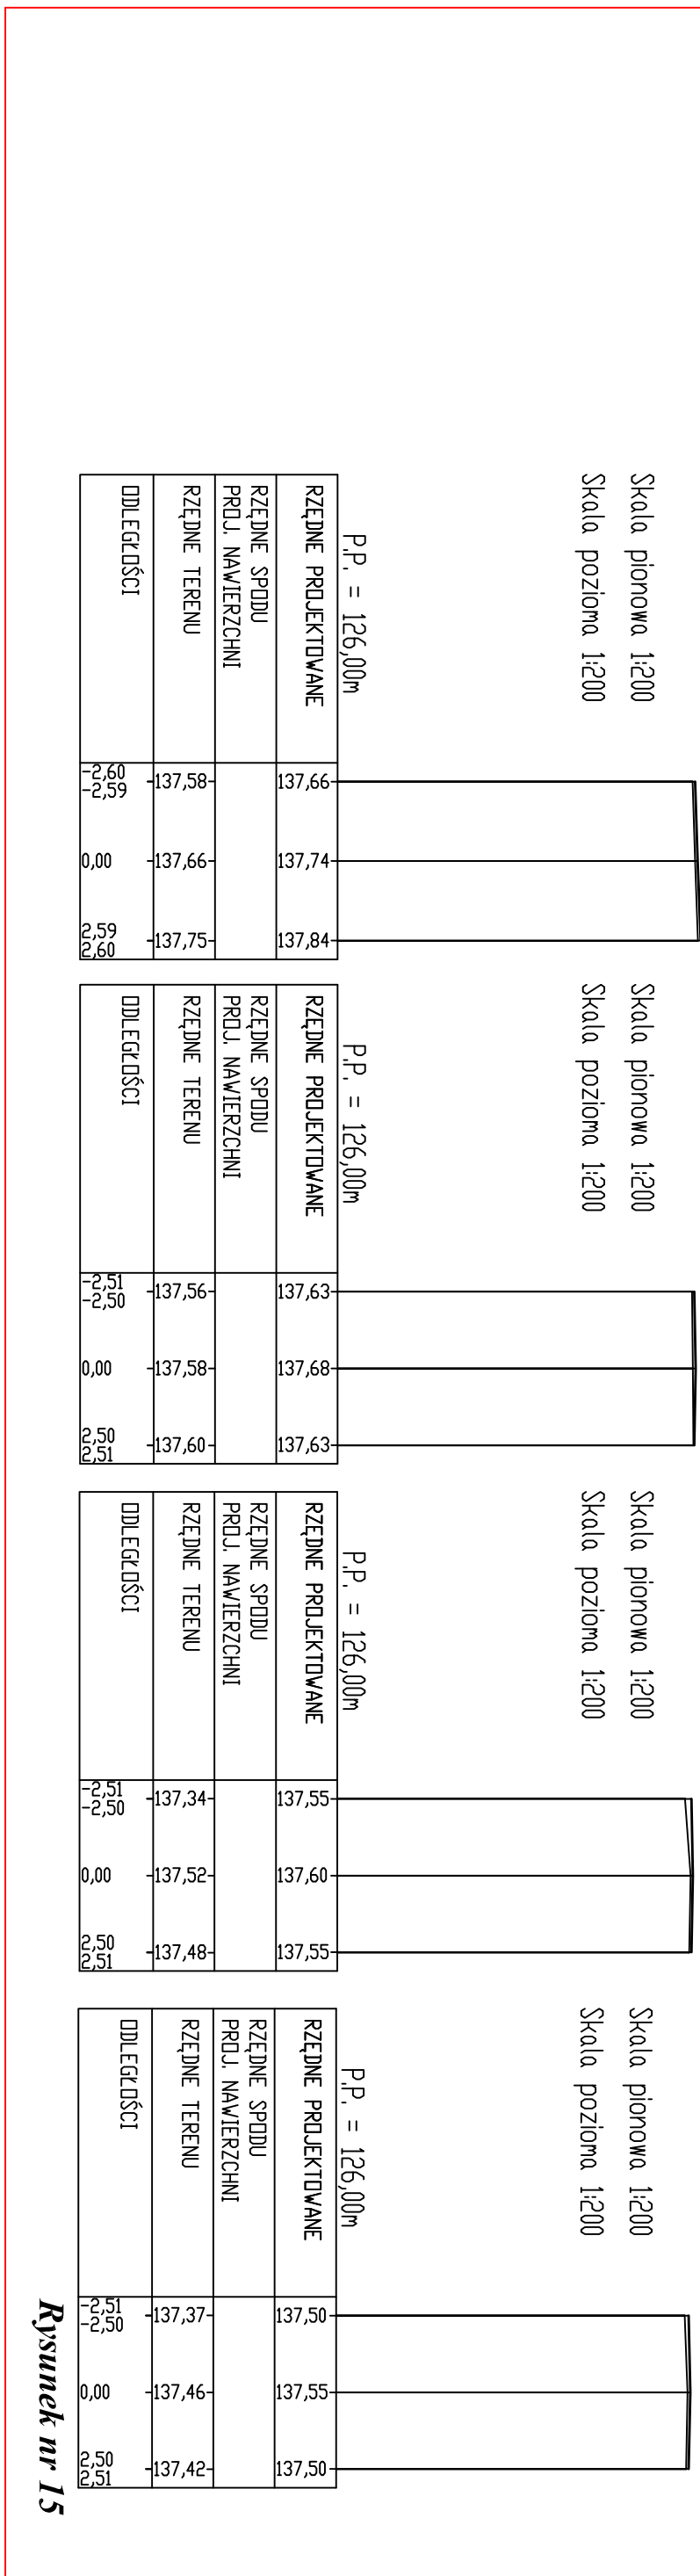 Skala pionowa 1:200
Skala pozioma 1:200
P.P. = 126,00m
RZĘDNE PROJEKTOWANE 137,66 137,74 137,84
RZĘDNE SPODU
PROJ. NAWIERZCHNI
RZĘDNE TERENU 137,58 137,66 137,75
ODLEGŁOŚCI -2,60 -2,59 0,00 2,59 2,60
Skala pionowa 1:200
Skala pozioma 1:200
P.P. = 126,00m
RZĘDNE PROJEKTOWANE 137,63 137,68 137,63
RZĘDNE SPODU
PROJ. NAWIERZCHNI
RZĘDNE TERENU 137,56 137,58 137,60
ODLEGŁOŚCI -2,51 -2,50 0,00 2,50 2,51
Skala pionowa 1:200
Skala pozioma 1:200
P.P. = 126,00m
RZĘDNE PROJEKTOWANE 137,55 137,60 137,55
RZĘDNE SPODU
PROJ. NAWIERZCHNI
RZĘDNE TERENU 137,34 137,52 137,48
ODLEGŁOŚCI -2,51 -2,50 0,00 2,50 2,51
Skala pionowa 1:200
Skala pozioma 1:200
P.P. = 126,00m
RZĘDNE PROJEKTOWANE 137,50 137,55 137,50
RZĘDNE SPODU
PROJ. NAWIERZCHNI
RZĘDNE TERENU 137,37 137,46 137,42
ODLEGŁOŚCI -2,51 -2,50 0,00 2,50 2,51
Rysunek nr 15